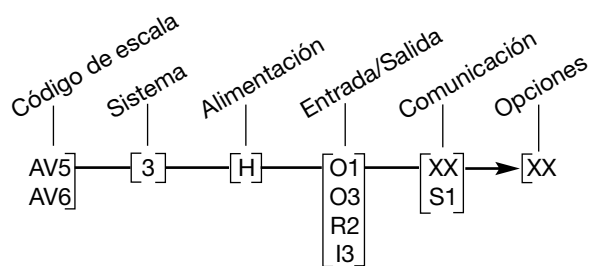 Código de escala
Sistema
Alimentación
Entrada/Salida
Comunicación
Opciones
AV5] [3] [H] [O1] [XX] [XX
AV6] [O3 S1]
R2
I3]